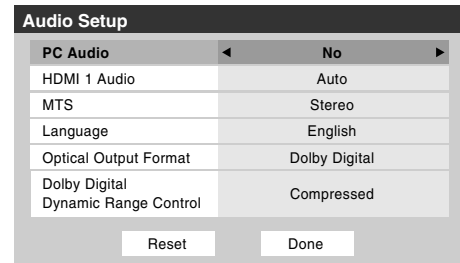 Audio Setup
PC Audio ◀ No ▶
HDMI 1 Audio Auto
MTS Stereo
Language English
Optical Output Format Dolby Digital
Dolby Digital
Dynamic Range Control Compressed
Reset Done